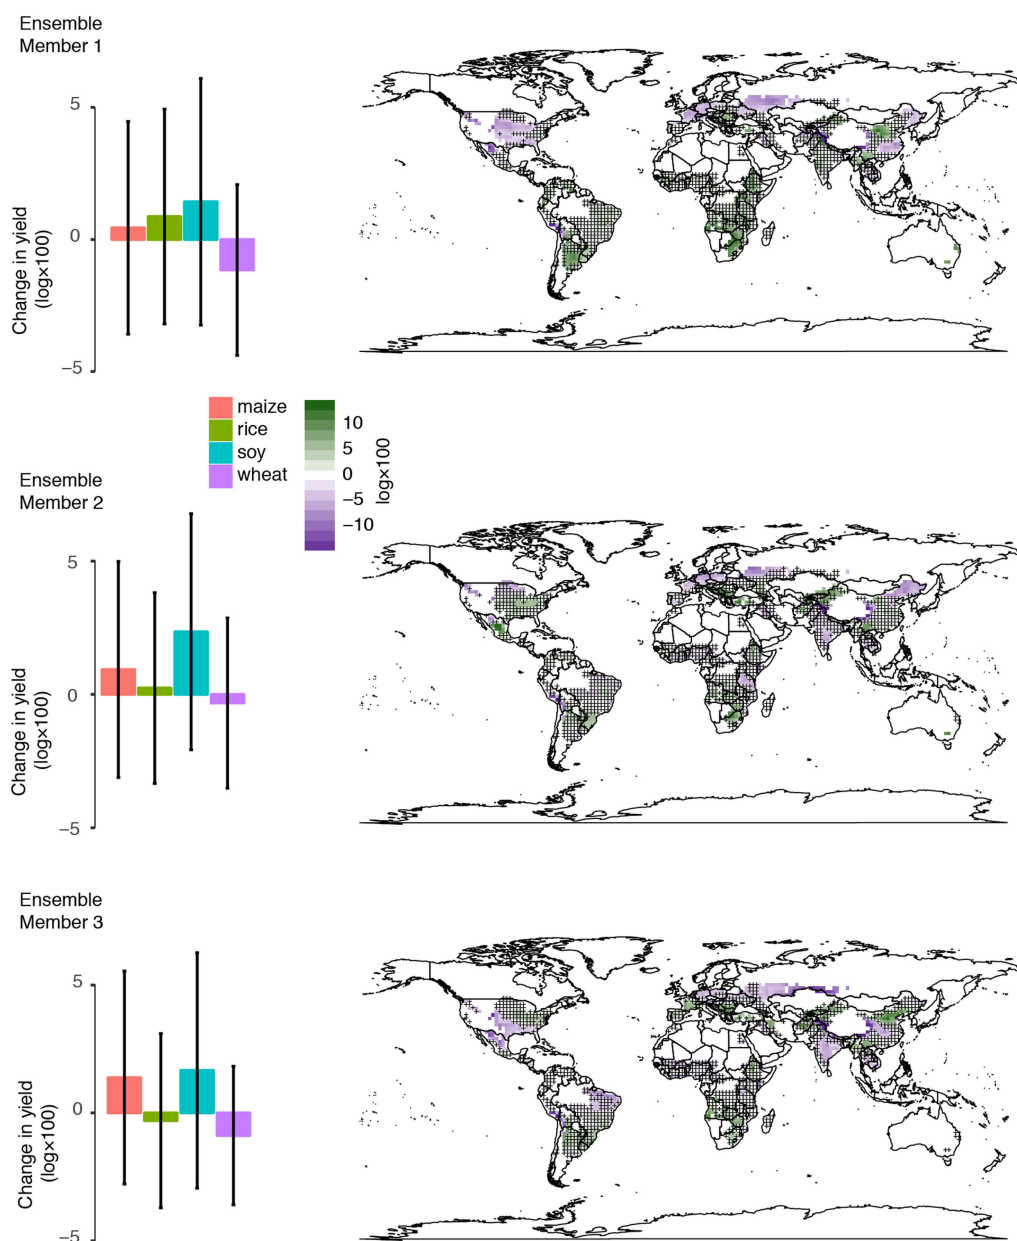 Ensemble
Member 1
5
0
−5
Change in yield
(log×100)
maize
rice
soy
wheat
10
5
0
−5
−10
log×100
Ensemble
Member 2
5
0
−5
Change in yield
(log×100)
Ensemble
Member 3
5
0
−5
Change in yield
(log×100)